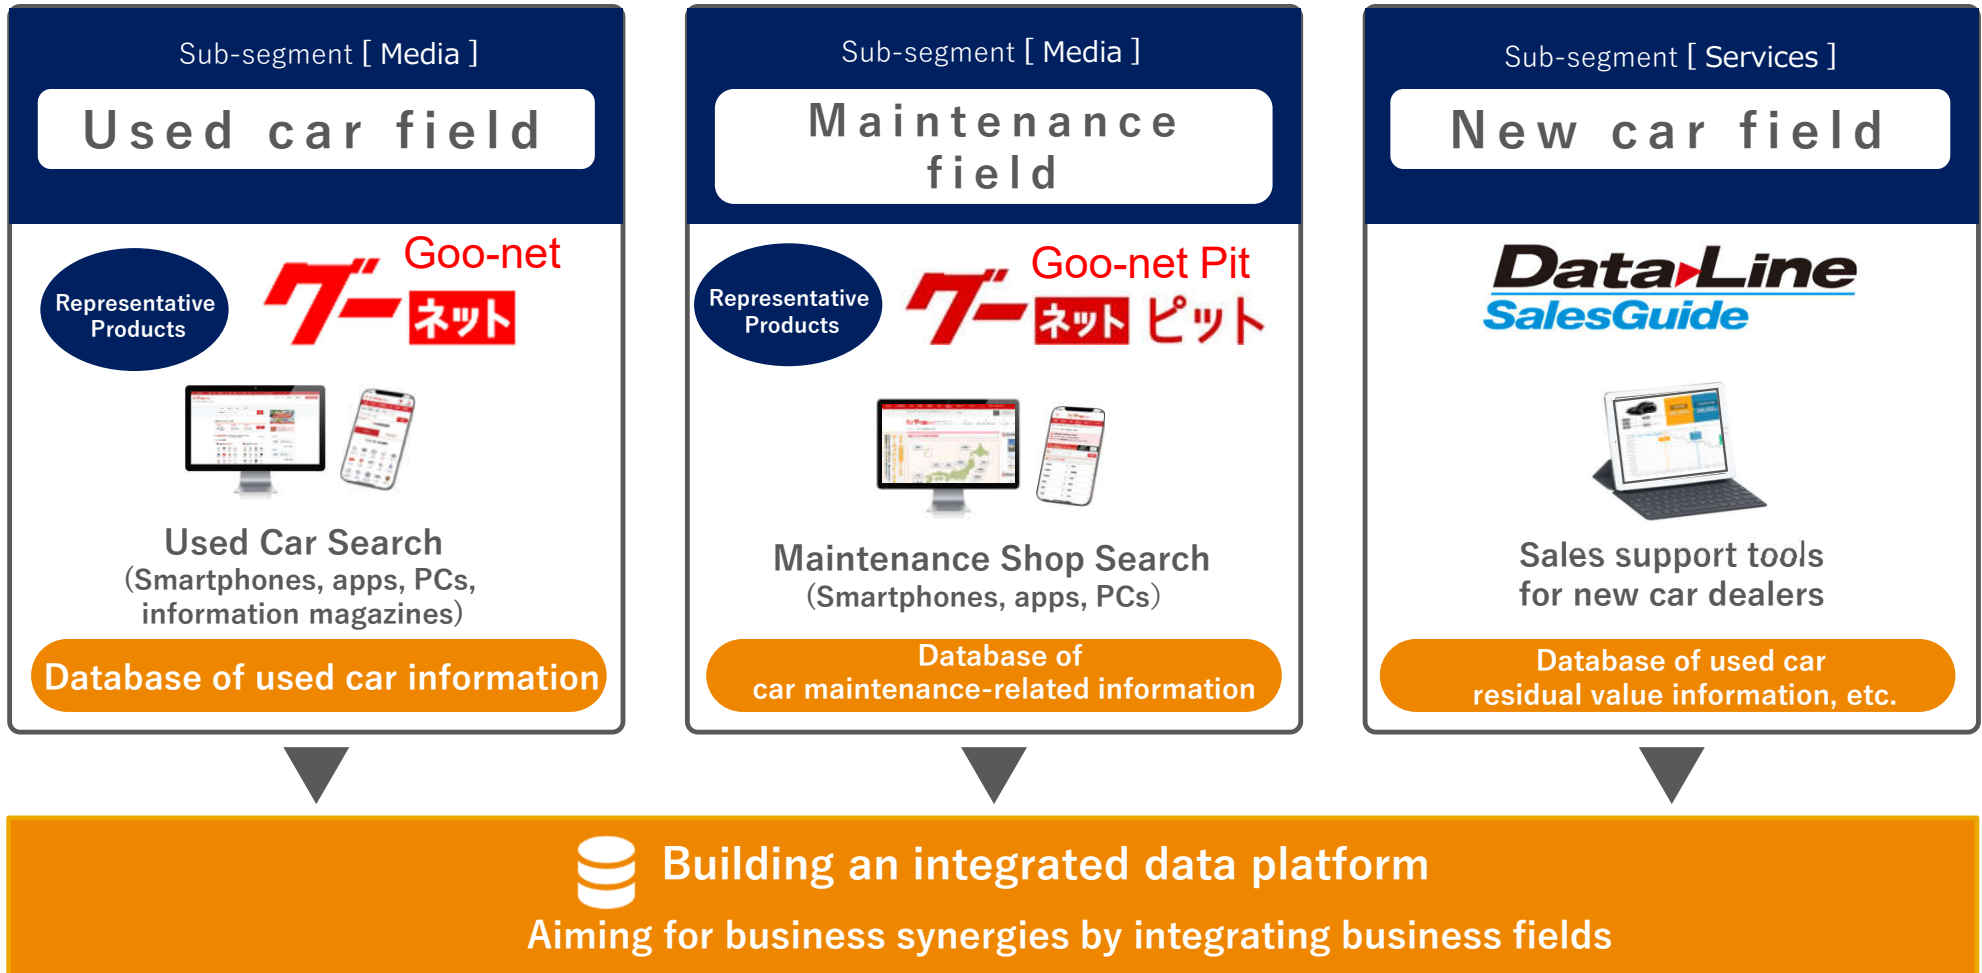 Sub-segment [ Media ]
Used car field
Representative
Products
Goo-net
グー
ネット
Used Car Search
(Smartphones, apps, PCs,
information magazines)
Database of used car information
Sub-segment [ Media ]
Maintenance
field
Representative
Products
Goo-net Pit
グー
ネット ピット
Maintenance Shop Search
(Smartphones, apps, PCs)
Database of
car maintenance-related information
Sub-segment [ Services ]
New car field
Data Line
SalesGuide
Sales support tools
for new car dealers
Database of used car
residual value information, etc.
Building an integrated data platform
Aiming for business synergies by integrating business fields